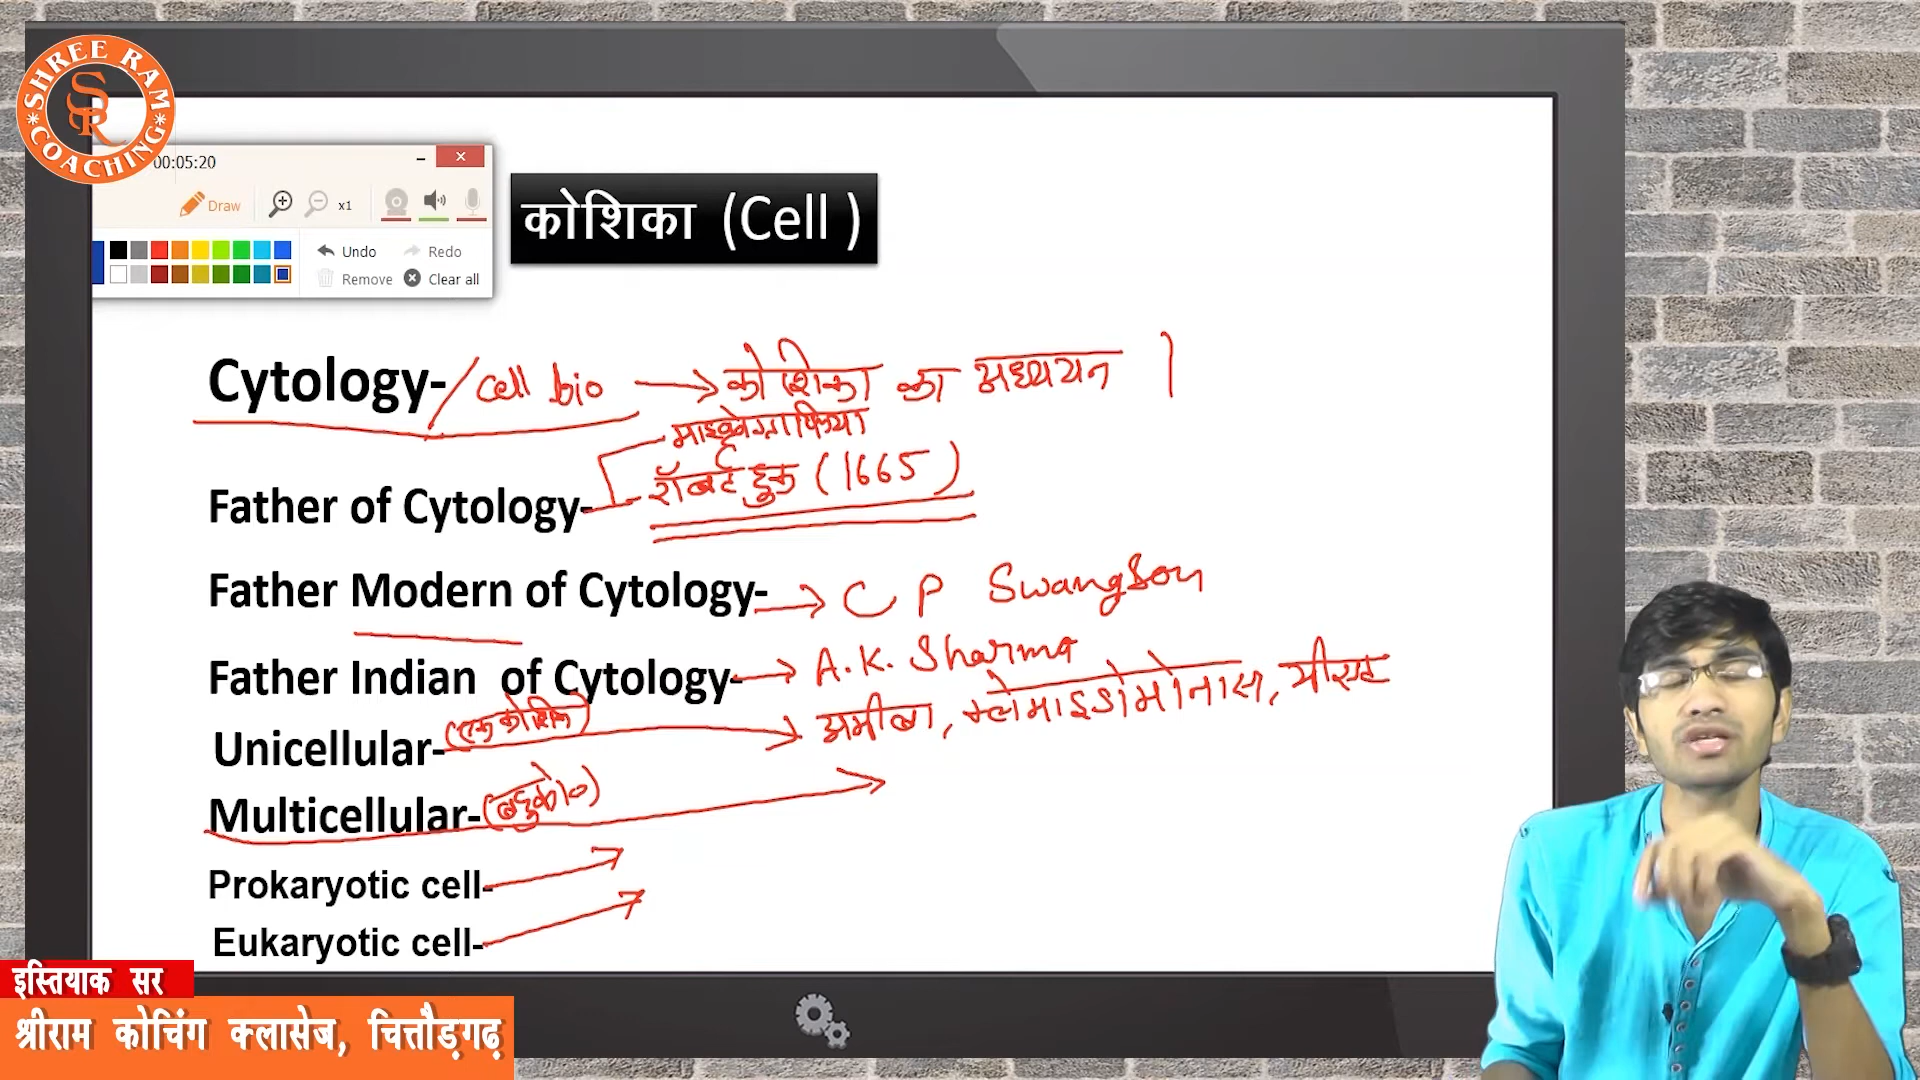 SHREE RAM
SR
COACHING
00:05:20
Draw
x1
Undo
Redo
Remove
Clear all
कोशिका (Cell )
Cytology- / cell bio → कोशिका का अध्ययन |
Father of Cytology- रॉबर्ट हुक (1665)
Father Modern of Cytology- → C P Swangson
Father Indian of Cytology- → A.K. Sharma
Unicellular- (एक कोशिक) → अमीबा, क्लेमाइडोमोनास, यीस्ट
Multicellular- (बहुको०) →
Prokaryotic cell- →
Eukaryotic cell- →
इस्तियाक सर
श्रीराम कोचिंग क्लासेज, चित्तौड़गढ़